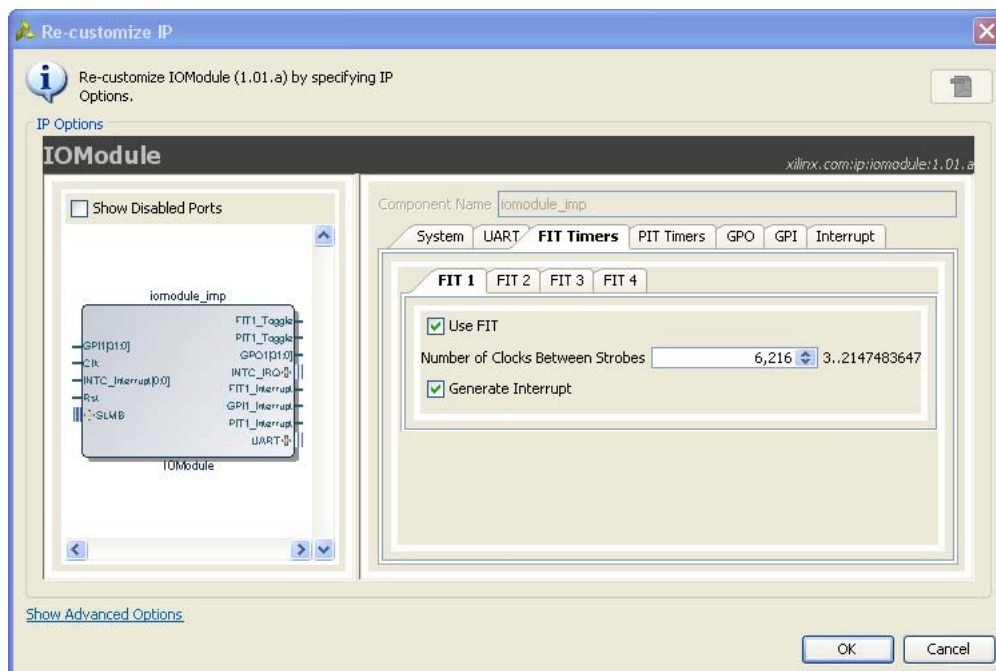 Re-customize IP
Re-customize IOModule (1.01.a) by specifying IP
Options.
IP Options
IOModule
xilinx.com:ip:iomodule:1.01.a
Show Disabled Ports
Component Name iomodule_imp
System UART FIT Timers PIT Timers GPO GPI Interrupt
FIT 1 FIT 2 FIT 3 FIT 4
Use FIT
Number of Clocks Between Strobes 6,216 3..2147483647
Generate Interrupt
iomodule_imp
GPI1[31:0]
Clk
INTC_Interrupt[0:0]
Rst
SLMB
FIT1_Toggle
PIT1_Toggle
GPO1[31:0]
INTC_IRQ
FIT1_Interrupt
GPI1_Interrupt
PIT1_Interrupt
UART
IOModule
Show Advanced Options
OK Cancel